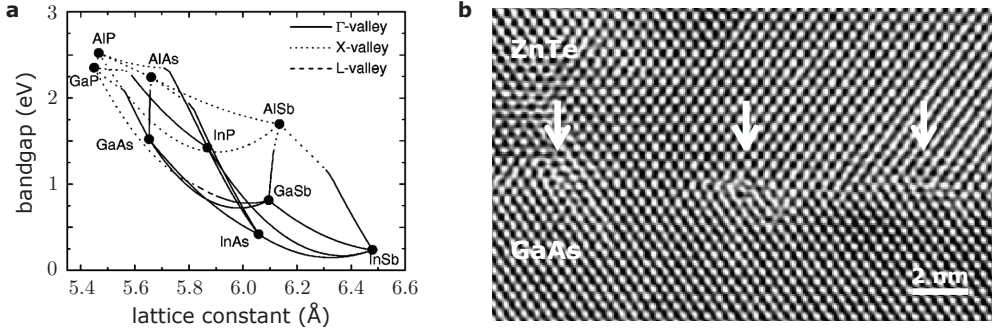 a
bandgap (eV)
3
2
1
0
AlP
GaP
AlAs
AlSb
InP
GaAs
GaSb
InAs
InSb
Γ-valley
X-valley
L-valley
5.4 5.6 5.8 6.0 6.2 6.4 6.6
lattice constant (Å)
b
ZnTe
GaAs
2 nm